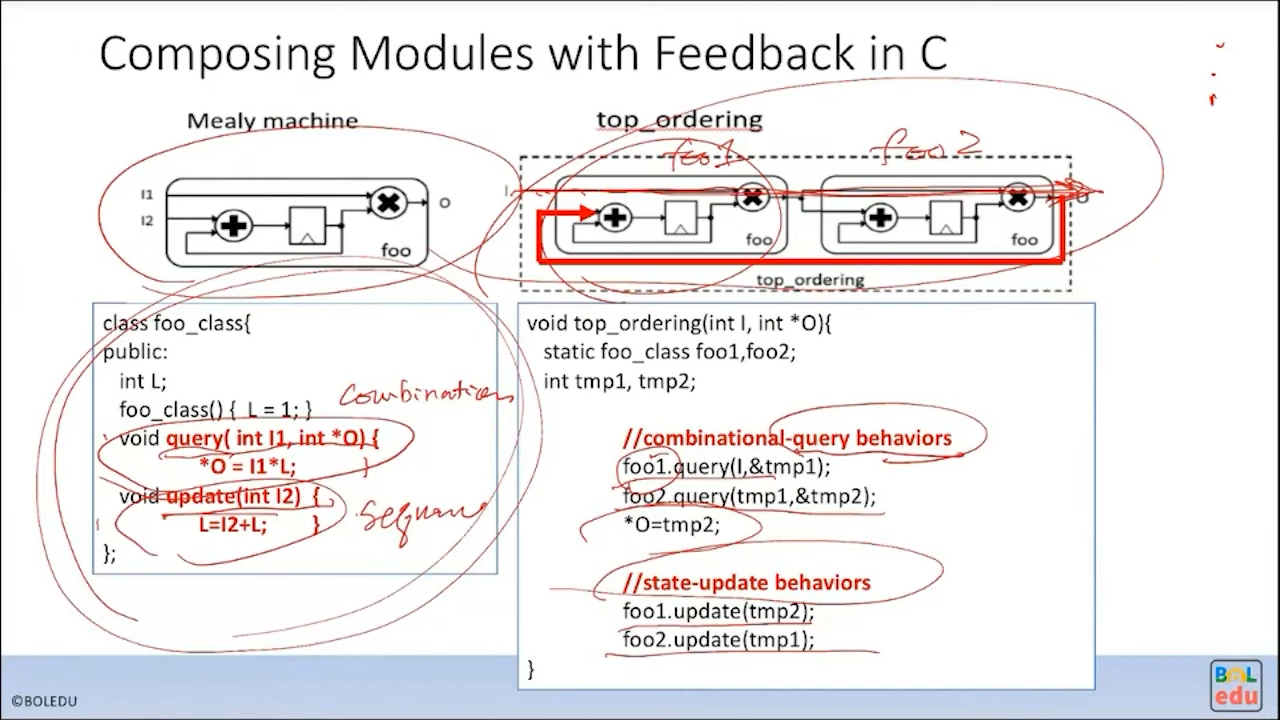 Composing Modules with Feedback in C
Mealy machine
I1
I2
O
foo
top_ordering
foo1
foo2
I
O
foo
foo
top_ordering
class foo_class{
public:
int L;
foo_class() { L = 1; }
void query( int I1, int *O) {
*O = I1*L; }
void update(int I2) {
L=I2+L; }
};
void top_ordering(int I, int *O){
static foo_class foo1,foo2;
int tmp1, tmp2;
//combinational-query behaviors
foo1.query(I,&tmp1);
foo2.query(tmp1,&tmp2);
*O=tmp2;
//state-update behaviors
foo1.update(tmp2);
foo2.update(tmp1);
}
©BOLEDU
BOL
edu